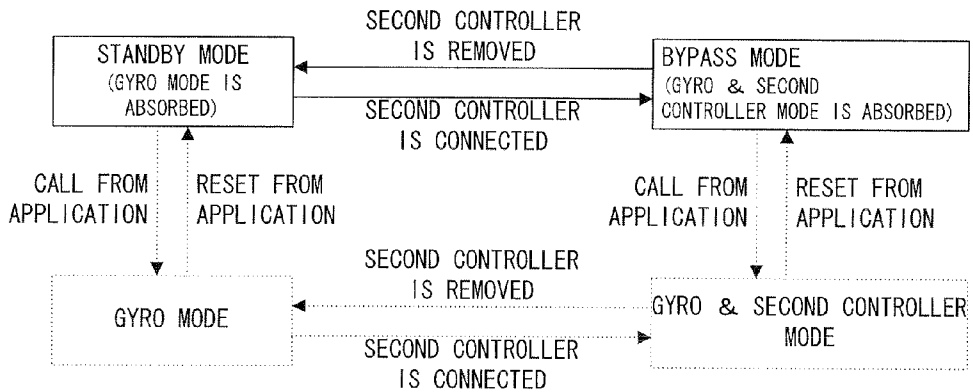 SECOND CONTROLLER
IS REMOVED
STANDBY MODE
(GYRO MODE IS
ABSORBED)
BYPASS MODE
(GYRO & SECOND
CONTROLLER MODE IS ABSORBED)
SECOND CONTROLLER
IS CONNECTED
CALL FROM
APPLICATION
RESET FROM
APPLICATION
CALL FROM
APPLICATION
RESET FROM
APPLICATION
SECOND CONTROLLER
IS REMOVED
GYRO MODE
GYRO & SECOND CONTROLLER
MODE
SECOND CONTROLLER
IS CONNECTED